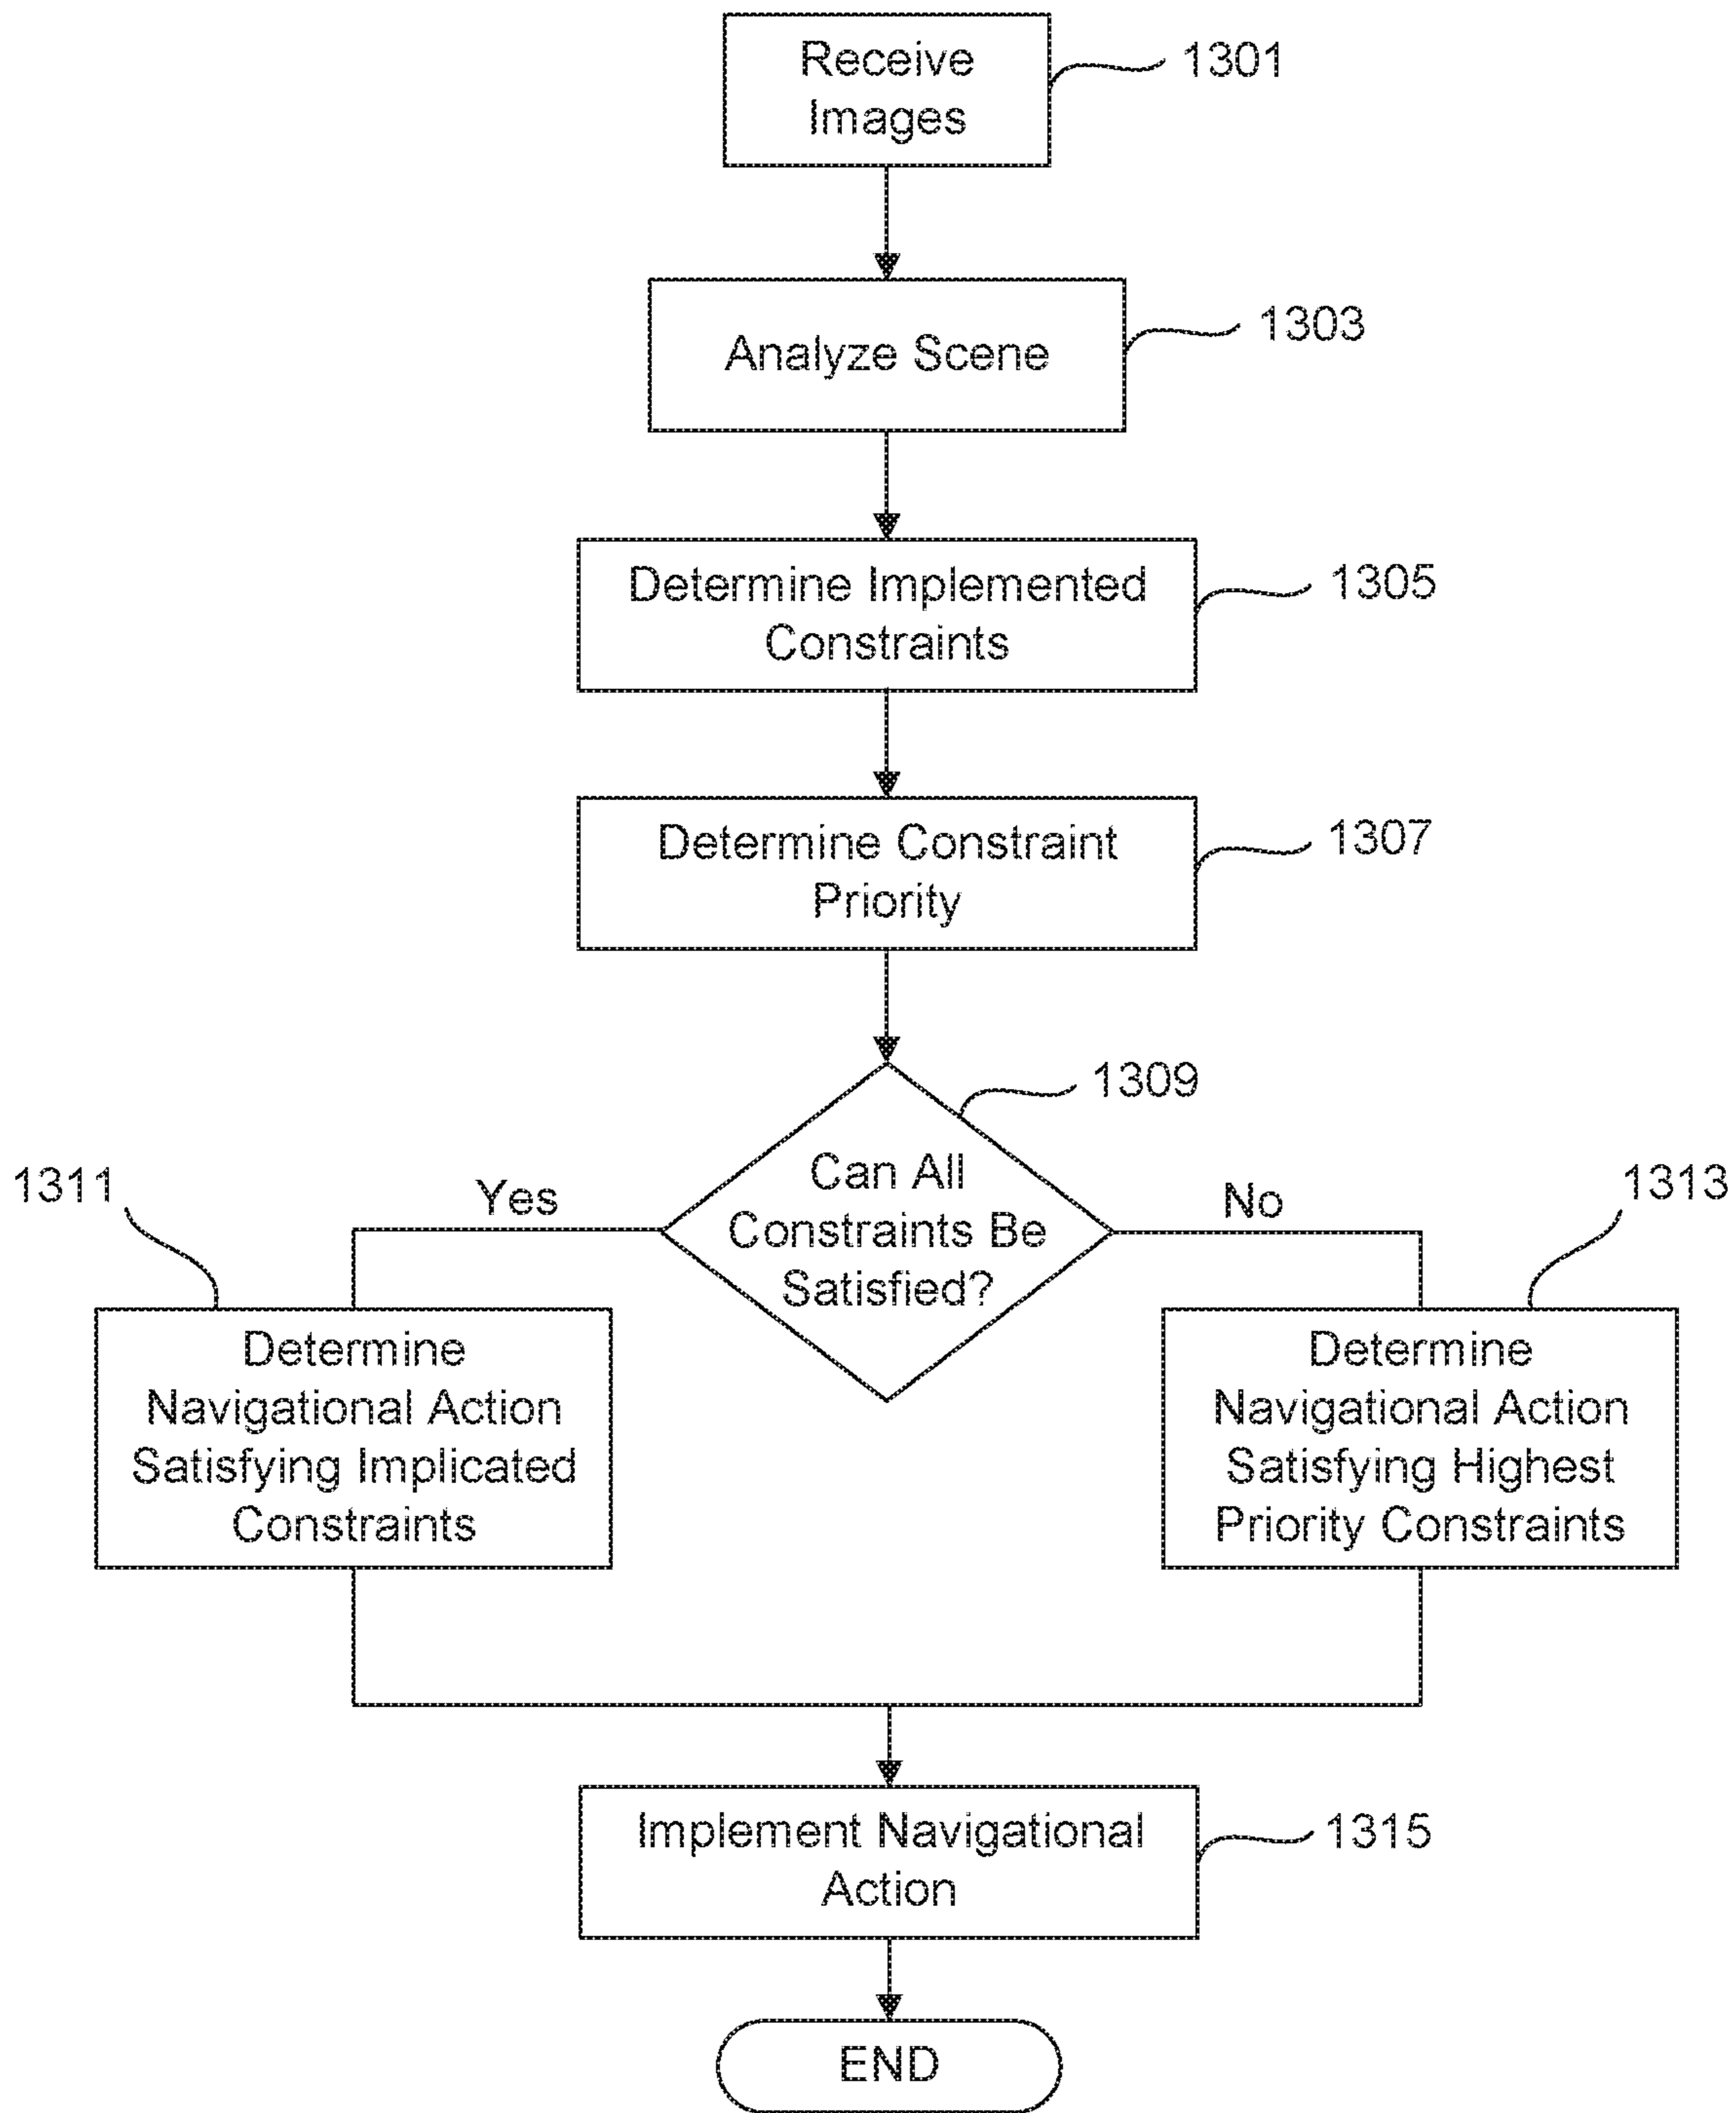 Receive
Images
1301
Analyze Scene
1303
Determine Implemented
Constraints
1305
Determine Constraint
Priority
1307
1309
Can All
Constraints Be
Satisfied?
Yes
No
1311
1313
Determine
Navigational Action
Satisfying Implicated
Constraints
Determine
Navigational Action
Satisfying Highest
Priority Constraints
Implement Navigational
Action
1315
END